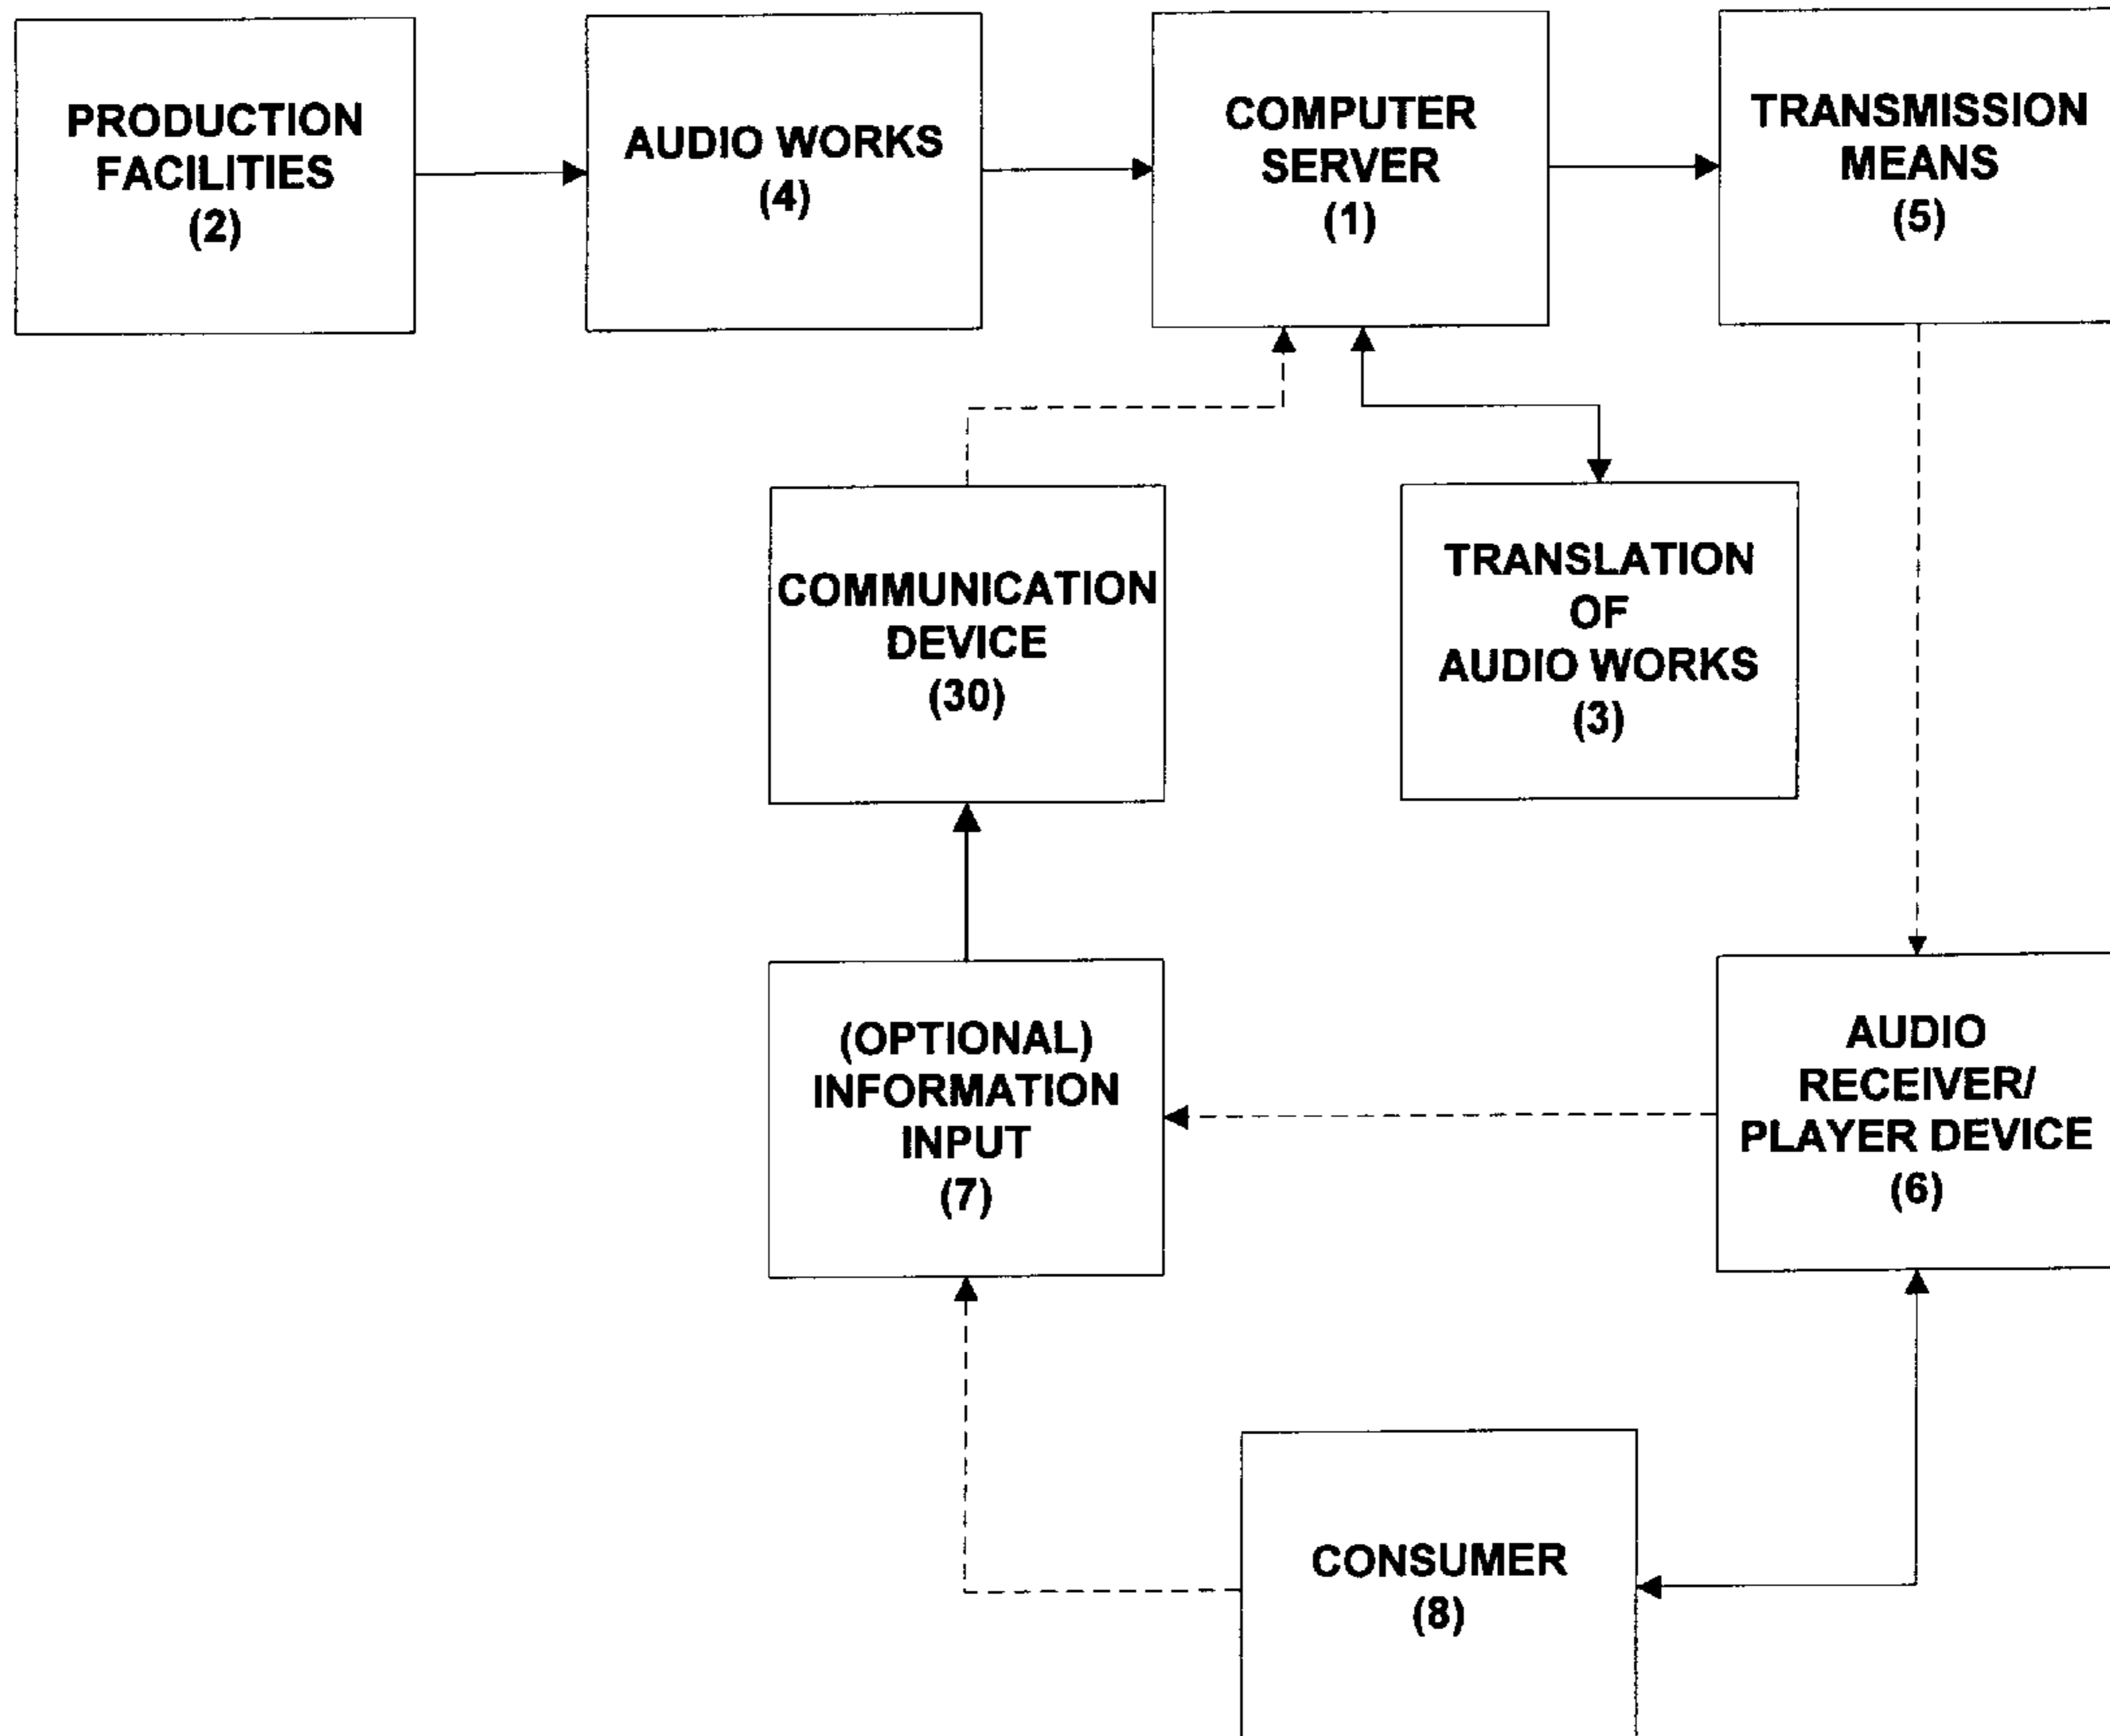 PRODUCTION
FACILITIES
(2)
AUDIO WORKS
(4)
COMPUTER
SERVER
(1)
TRANSMISSION
MEANS
(5)
COMMUNICATION
DEVICE
(30)
TRANSLATION
OF
AUDIO WORKS
(3)
(OPTIONAL)
INFORMATION
INPUT
(7)
AUDIO
RECEIVER/
PLAYER DEVICE
(6)
CONSUMER
(8)